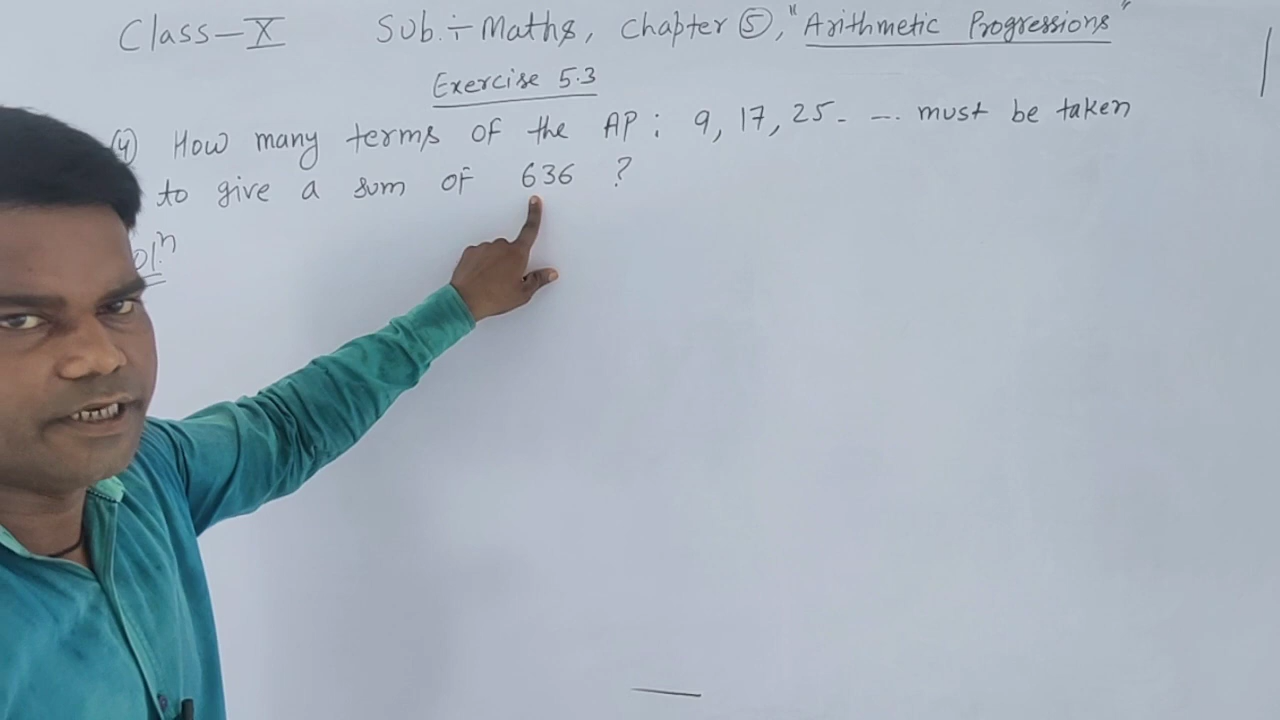 Class-X Sub.÷Maths, Chapter ⑤, "Arithmetic Progressions"
Exercise 5.3
(4) How many terms of the AP: 9, 17, 25- -... must be taken
to give a sum of 636 ?